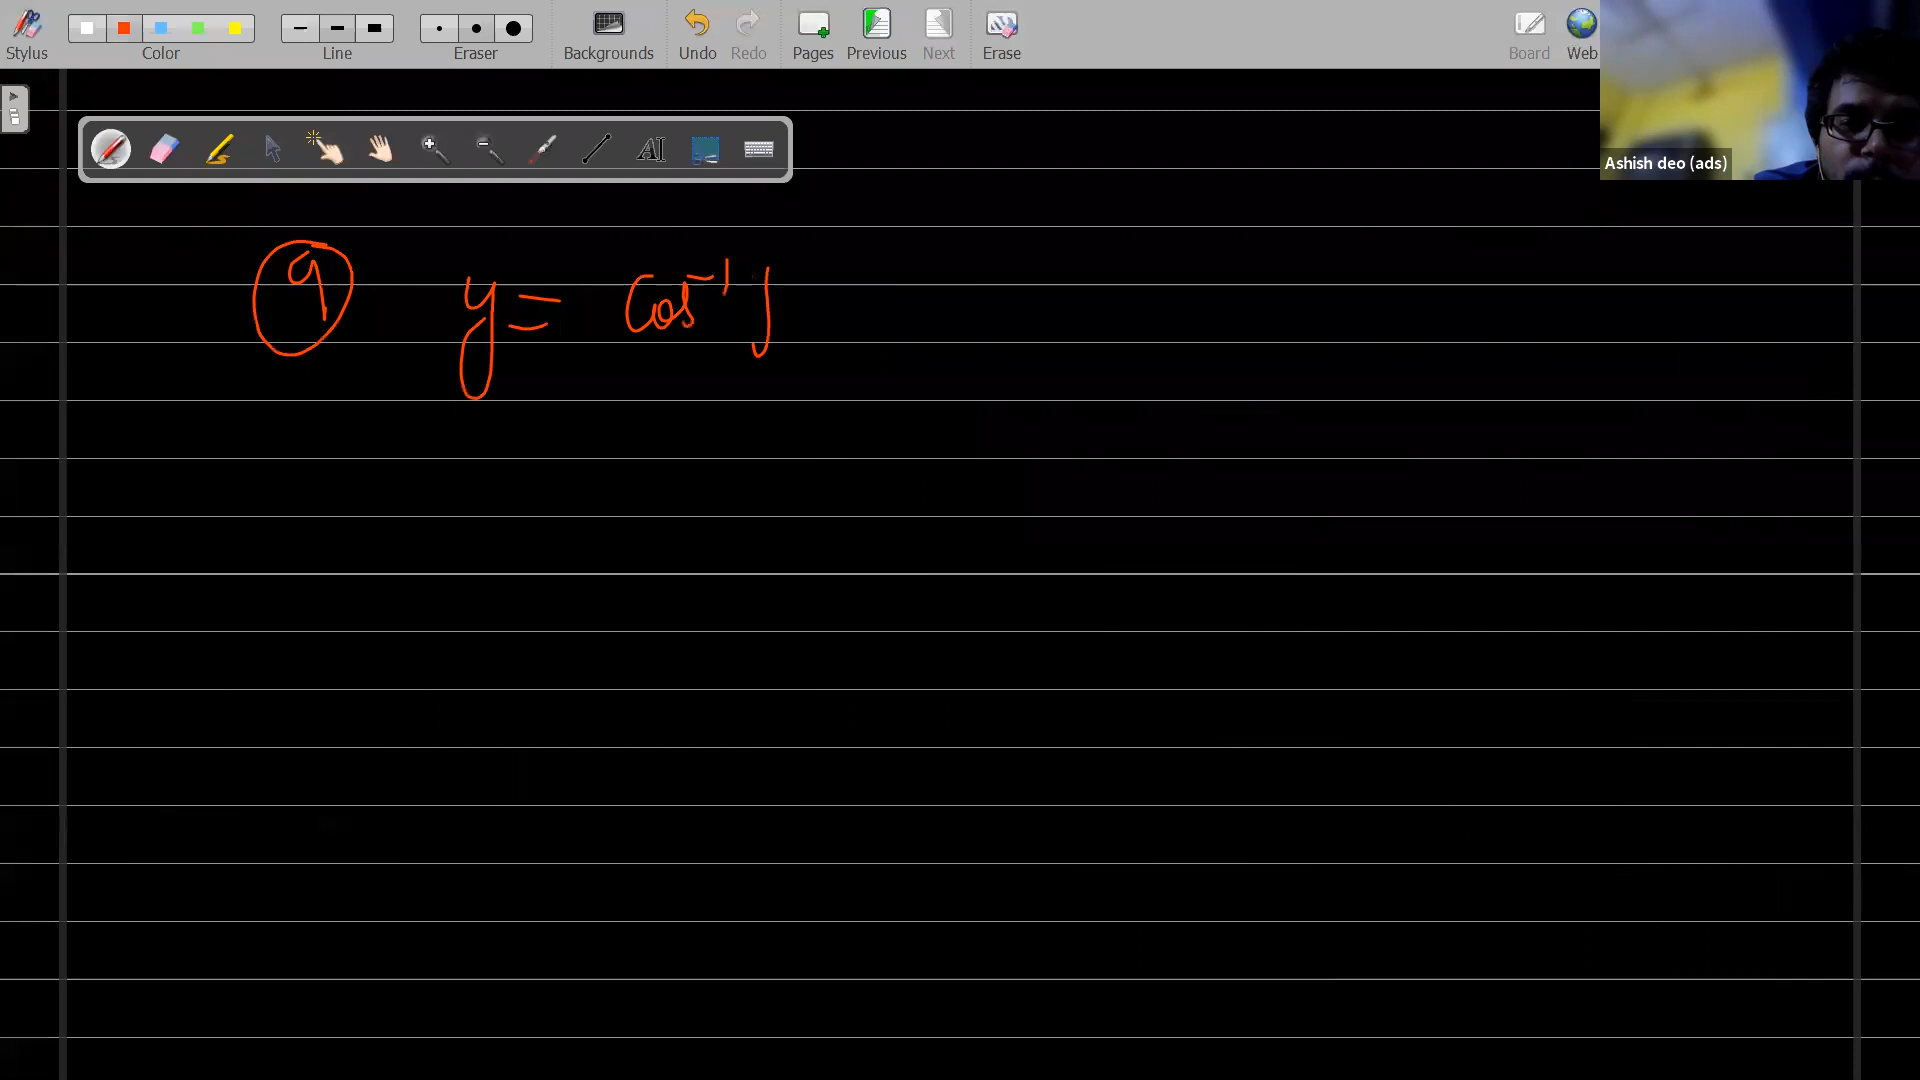 Stylus Color Line Eraser Backgrounds Undo Redo Pages Previous Next Erase Board Web
Ashish deo (ads)
9 y = cos⁻¹ J